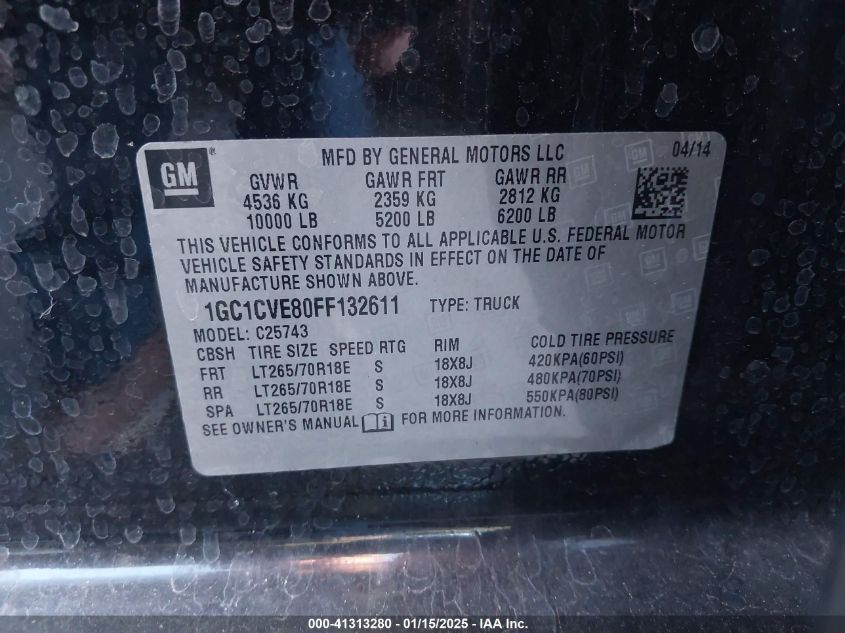 GM ® MFD BY GENERAL MOTORS LLC 04/14
GVWR GAWR FRT GAWR RR
4536 KG 2359 KG 2812 KG
10000 LB 5200 LB 6200 LB
THIS VEHICLE CONFORMS TO ALL APPLICABLE U.S. FEDERAL MOTOR
VEHICLE SAFETY STANDARDS IN EFFECT ON THE DATE OF
MANUFACTURE SHOWN ABOVE.
1GC1CVE80FF132611 TYPE: TRUCK
MODEL: C25743
CBSH TIRE SIZE SPEED RTG RIM COLD TIRE PRESSURE
FRT LT265/70R18E S 18X8J 420KPA(60PSI)
RR LT265/70R18E S 18X8J 480KPA(70PSI)
SPA LT265/70R18E S 18X8J 550KPA(80PSI)
SEE OWNER'S MANUAL i FOR MORE INFORMATION.
000-41313280 - 01/15/2025 - IAA Inc.